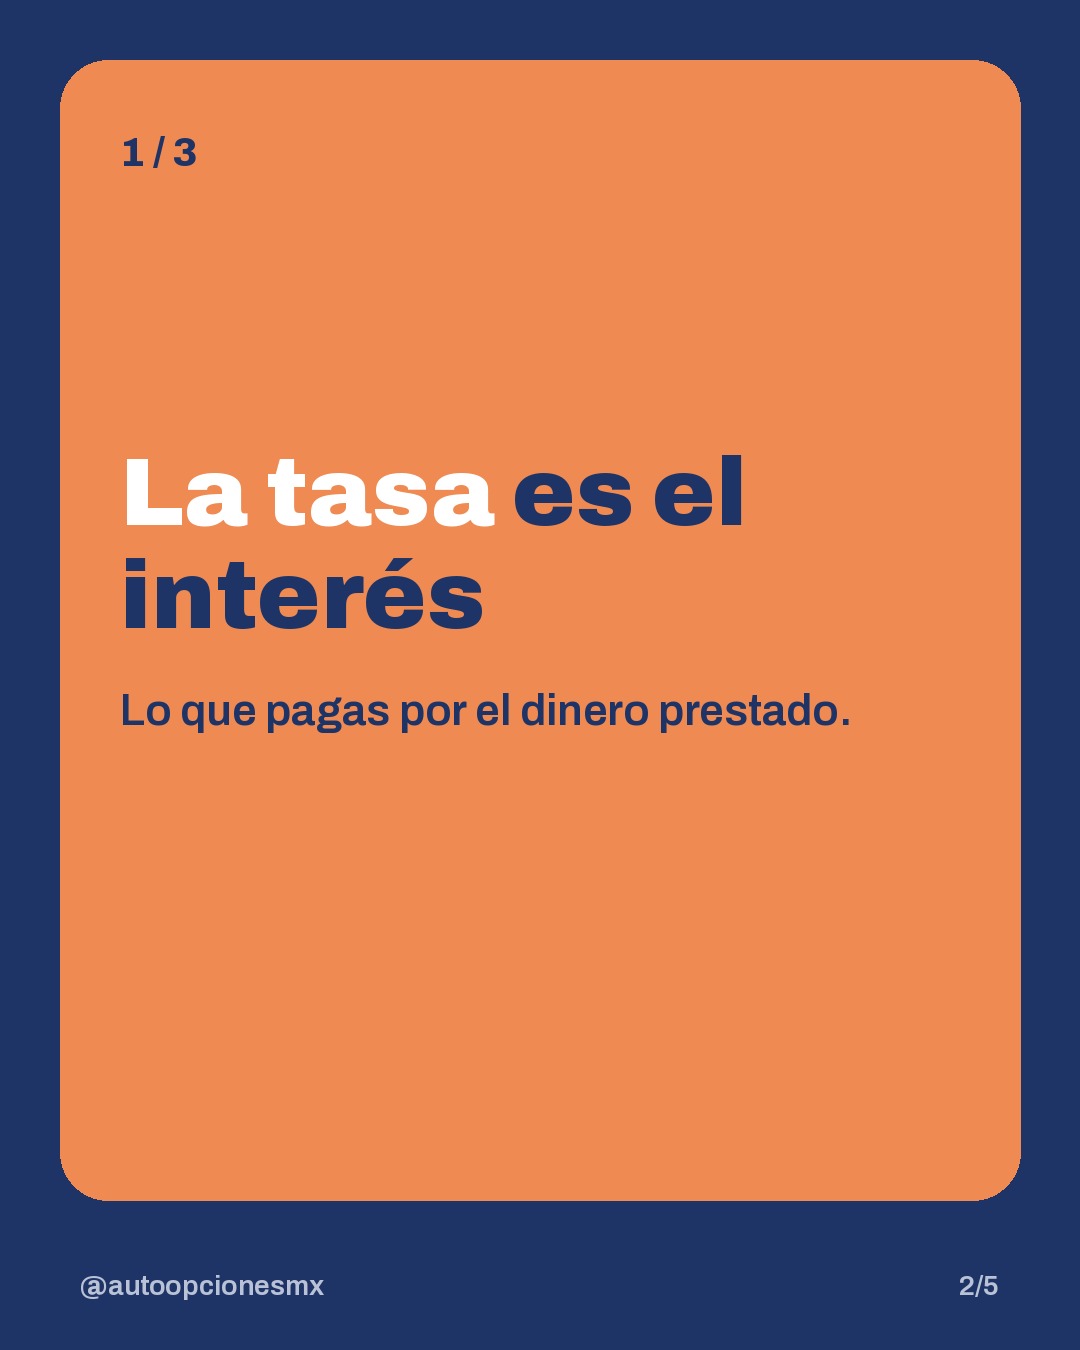 1 / 3
La tasa es el
interés
Lo que pagas por el dinero prestado.
@autoopcionesmx
2/5